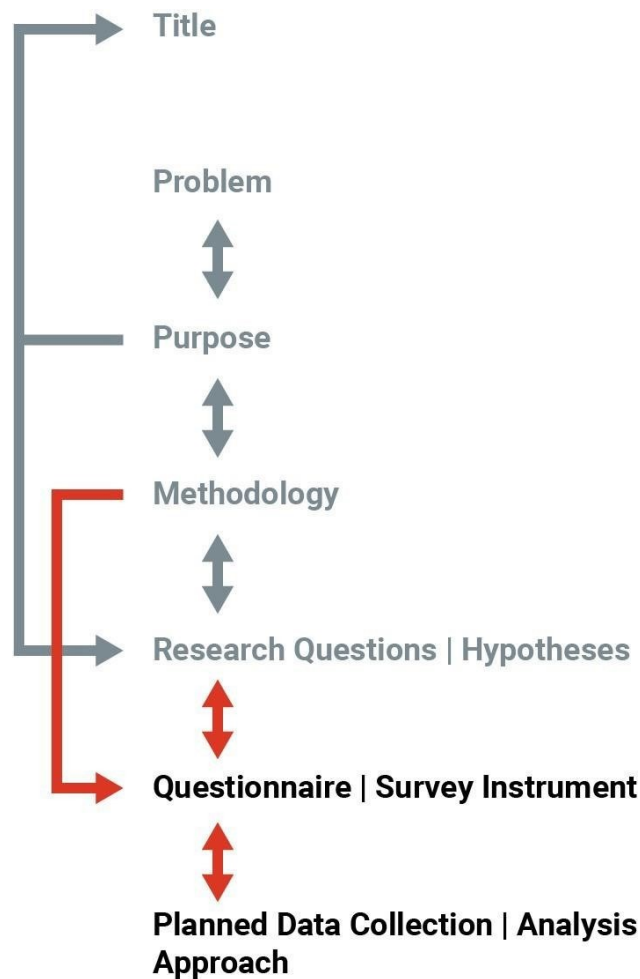 Title
Problem
Purpose
Methodology
Research Questions | Hypotheses
Questionnaire | Survey Instrument
Planned Data Collection | Analysis
Approach